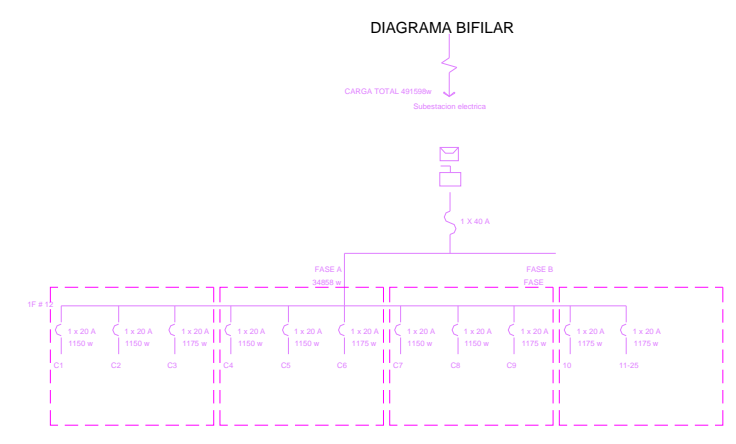 DIAGRAMA BIFILAR
CARGA TOTAL 491598w
Subestacion electrica
1 X 40 A
FASE A
34858 w
FASE B
FASE
1F # 12
1 x 20 A
1150 w
C1
1 x 20 A
1150 w
C2
1 x 20 A
1175 w
C3
1 x 20 A
1150 w
C4
1 x 20 A
1150 w
C5
1 x 20 A
1175 w
C6
1 x 20 A
1150 w
C7
1 x 20 A
1150 w
C8
1 x 20 A
1175 w
C9
1 x 20 A
1175 w
10
1 x 20 A
1175 w
11-25